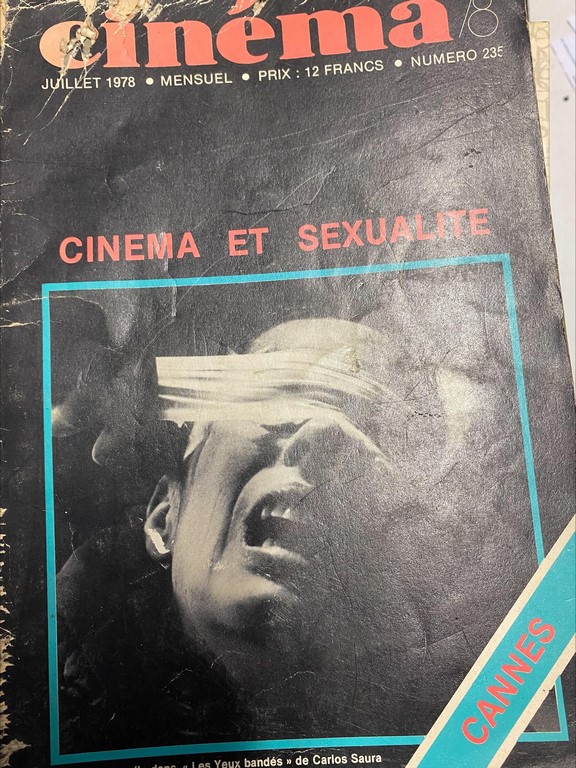 cinéma
JUILLET 1978 • MENSUEL • PRIX : 12 FRANCS • NUMERO 235
CINEMA ET SEXUALITE
CANNES
dans « Les Yeux bandés » de Carlos Saura